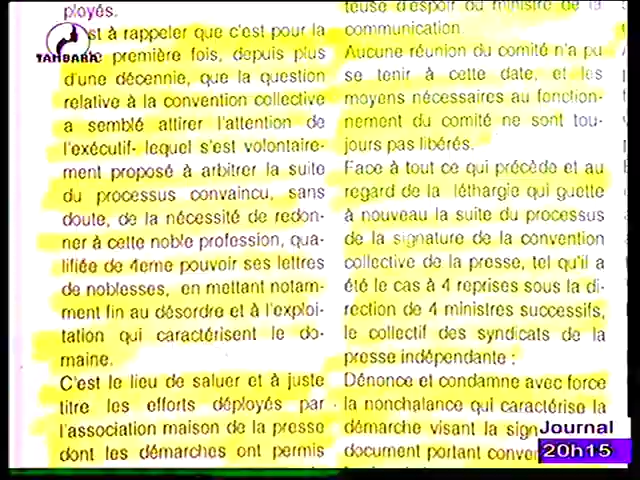 ployés.
est à rappeler que c'est pour la
première fois, depuis plus
d'une décennie, que la question
relative à la convention collective
a semblé attirer l'attention de
l'exécutif- lequel s'est volontaire-
ment proposé à arbitrer la suite
du processus convaincu, sans
doute, de la nécessité de redon-
ner à cette noble profession, qua-
lifiée de 4eme pouvoir ses lettres
de noblesses, en mettant notam-
ment fin au désordre et à l'exploi-
tation qui caractérisent le do-
maine.
C'est le lieu de saluer et à juste
titre les efforts déployés par
l'association maison de la presse
dont les démarches ont permis
teuse d'espoir du ministre de la
communication.
Aucune réunion du comité n'a pu
se tenir à cette date, et les
moyens nécessaires au fonction-
nement du comité ne sont tou-
jours pas libérés.
Face à tout ce qui précède et au
regard de la léthargie qui guette
à nouveau la suite du processus
de la signature de la convention
collective de la presse, tel qu'il a
été le cas à 4 reprises sous la di-
rection de 4 ministres successifs,
le collectif des syndicats de la
presse indépendante :
Dénonce et condamne avec force
la nonchalance qui caractérise la
démarche visant la sign
document portant conven
TAMBARA
Journal
20h15